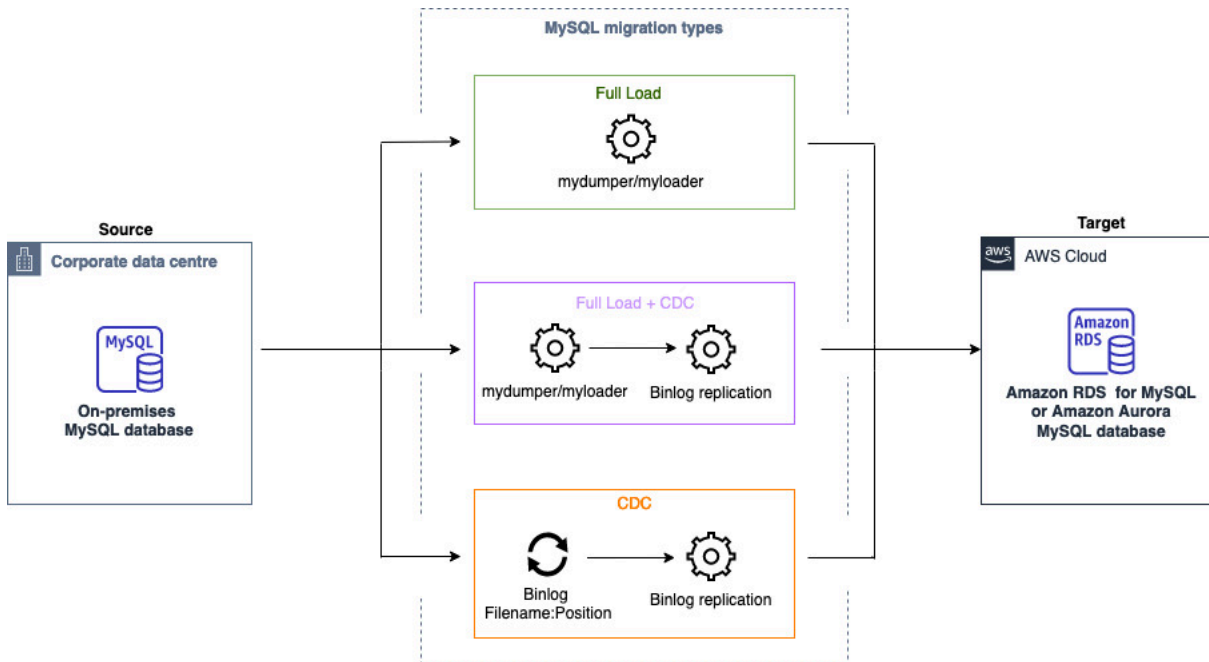 MySQL migration types
Full Load
mydumper/myloader
Source
Corporate data centre
MySQL
On-premises
MySQL database
Full Load + CDC
mydumper/myloader
Binlog replication
CDC
Binlog
Filename:Position
Binlog replication
Target
aws
AWS Cloud
Amazon
RDS
Amazon RDS for MySQL
or Amazon Aurora
MySQL database